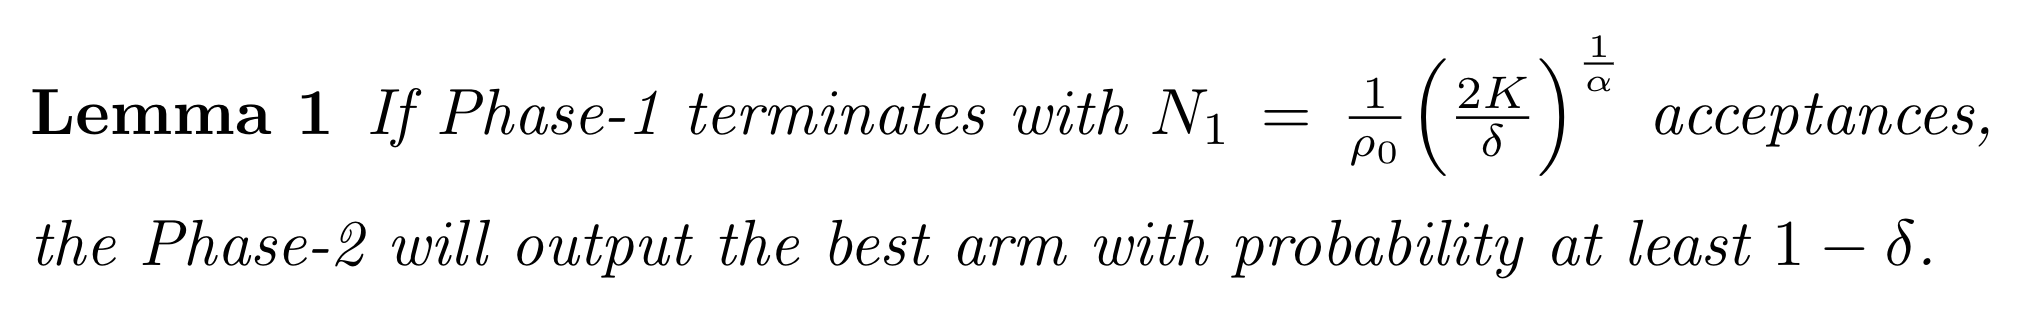 Lemma 1 If Phase-1 terminates with $N_1 = \frac{1}{\rho_0}\left(\frac{2K}{\delta}\right)^{\frac{1}{\alpha}}$ acceptances,
the Phase-2 will output the best arm with probability at least $1 - \delta$.